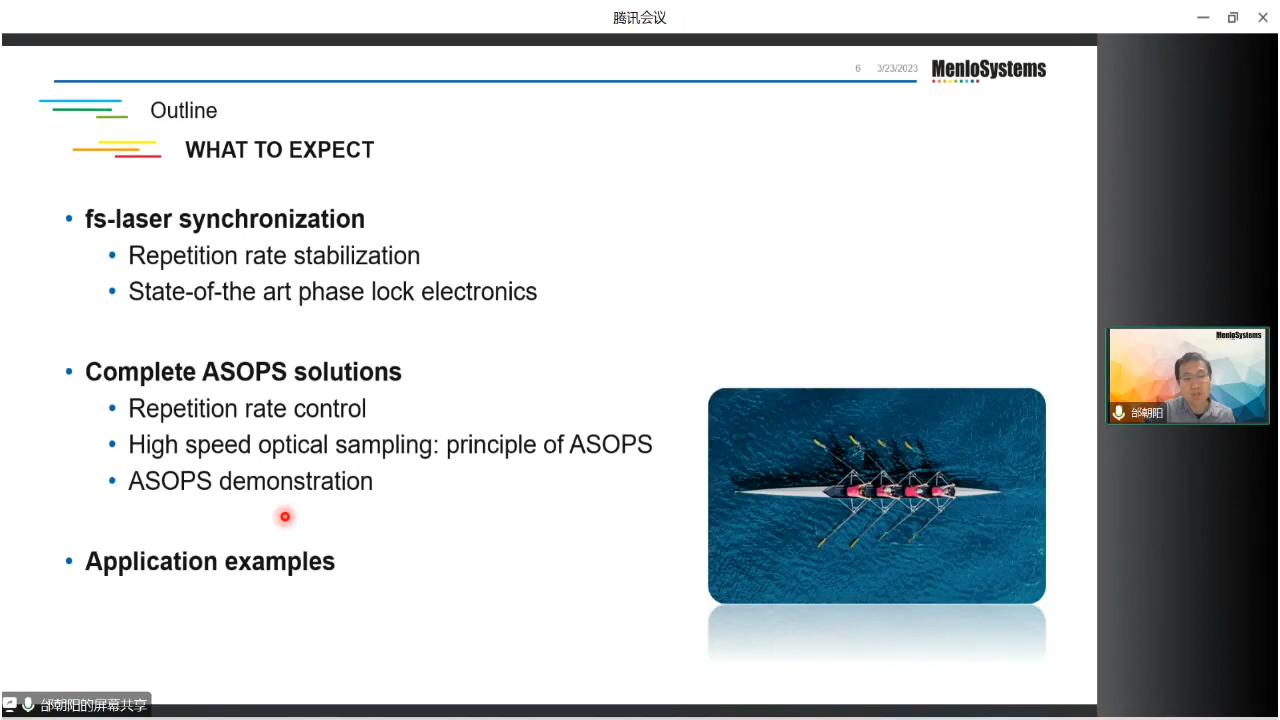 腾讯会议
6 3/23/2023 MenloSystems
Outline
WHAT TO EXPECT
• fs-laser synchronization
• Repetition rate stabilization
• State-of-the art phase lock electronics
• Complete ASOPS solutions
• Repetition rate control
• High speed optical sampling: principle of ASOPS
• ASOPS demonstration
• Application examples
MenloSystems
邰朝阳
邰朝阳的屏幕共享